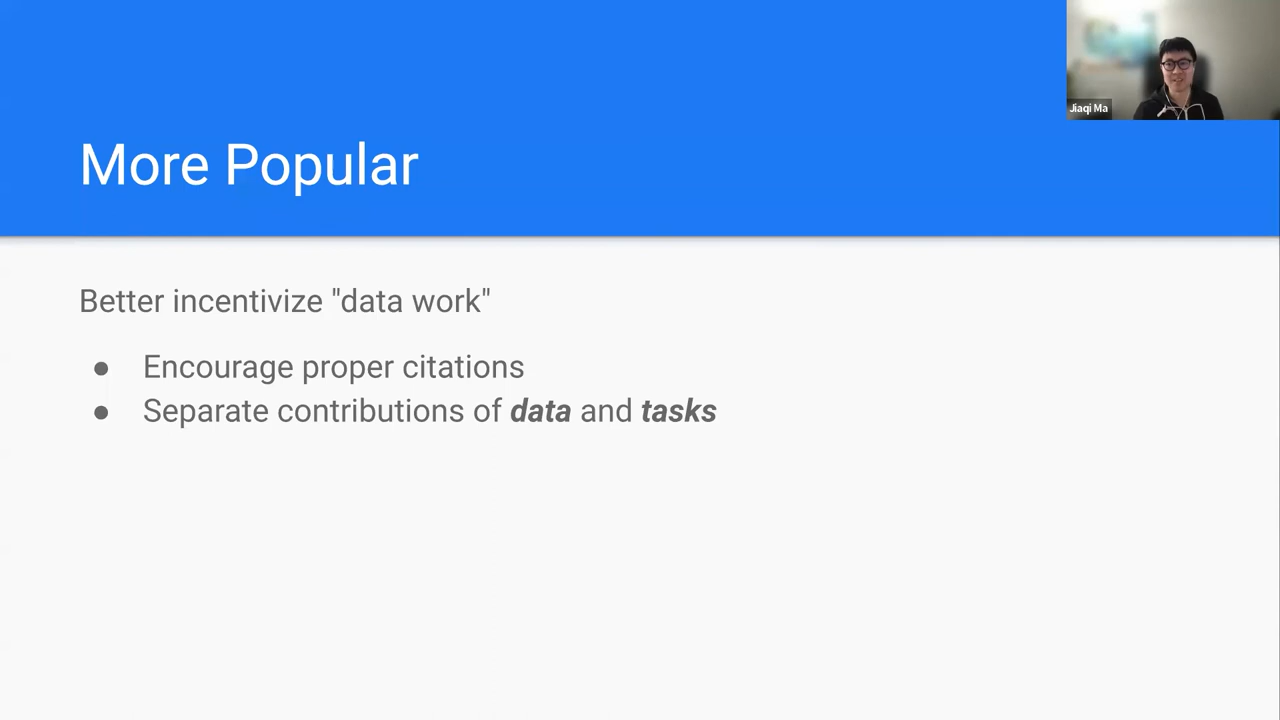 Jiaqi Ma
More Popular
Better incentivize "data work"
● Encourage proper citations
● Separate contributions of data and tasks